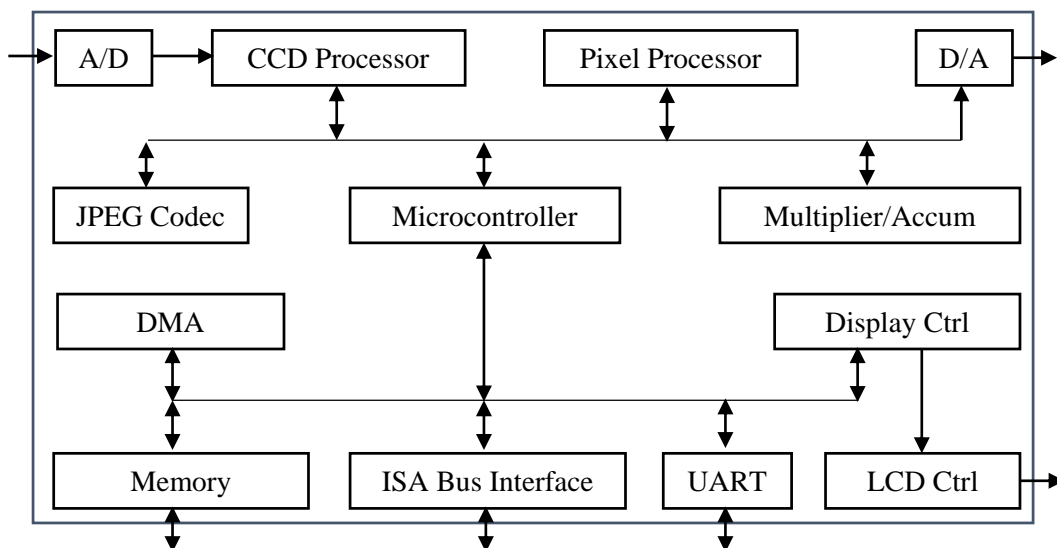 A/D
CCD Processor
Pixel Processor
D/A
JPEG Codec
Microcontroller
Multiplier/Accum
DMA
Display Ctrl
Memory
ISA Bus Interface
UART
LCD Ctrl